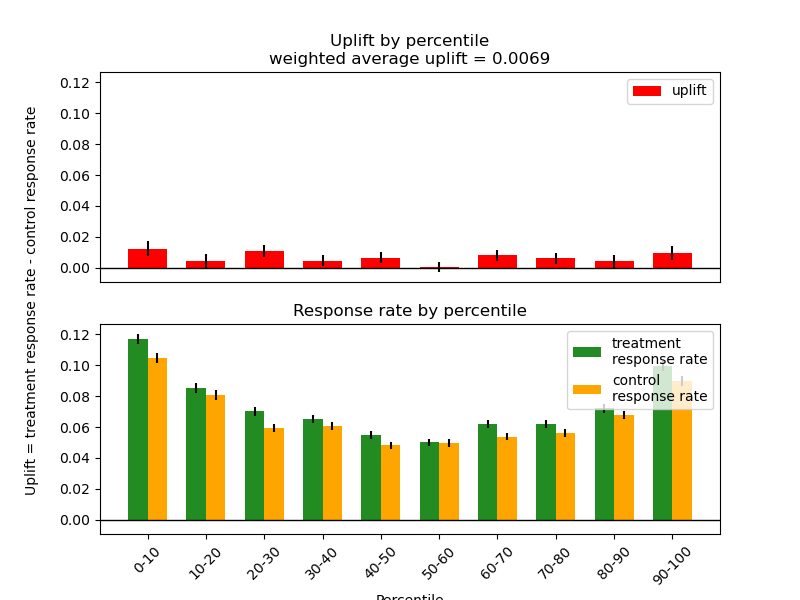 Uplift by percentile
weighted average uplift = 0.0069
0.12
0.10
0.08
0.06
0.04
0.02
0.00
uplift
Uplift = treatment response rate - control response rate
Response rate by percentile
0.12
0.10
0.08
0.06
0.04
0.02
0.00
treatment
response rate
control
response rate
0-10
10-20
20-30
30-40
40-50
50-60
60-70
70-80
80-90
90-100
Percentile